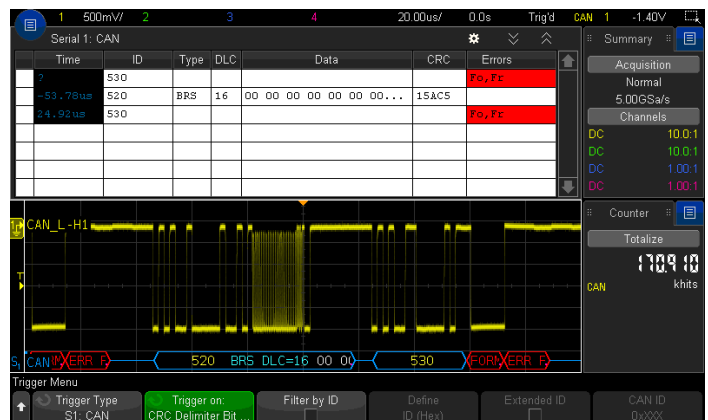 1 500mV/ 2 3 4 20.00us/ 0.0s Trig'd CAN 1 -1.40V
Serial 1: CAN
Time ID Type DLC Data CRC Errors
? 530 Fo,Fr
-53.78us 520 BRS 16 00 00 00 00 00 00 00... 15AC5
24.92us 530 Fo,Fr
Summary
Acquisition
Normal
5.00GSa/s
Channels
DC 10.0:1
DC 10.0:1
DC 1.00:1
DC 1.00:1
Counter
Totalize
170.910
CAN khits
CAN_L-H1
T
S1 CAN ERR F 520 BRS DLC=16 00 00 530 FORM ERR F
Trigger Menu
Trigger Type
S1: CAN
Trigger on:
CRC Delimiter Bit ...
Filter by ID
Define
ID (Hex)
Extended ID
CAN ID
0xXXX